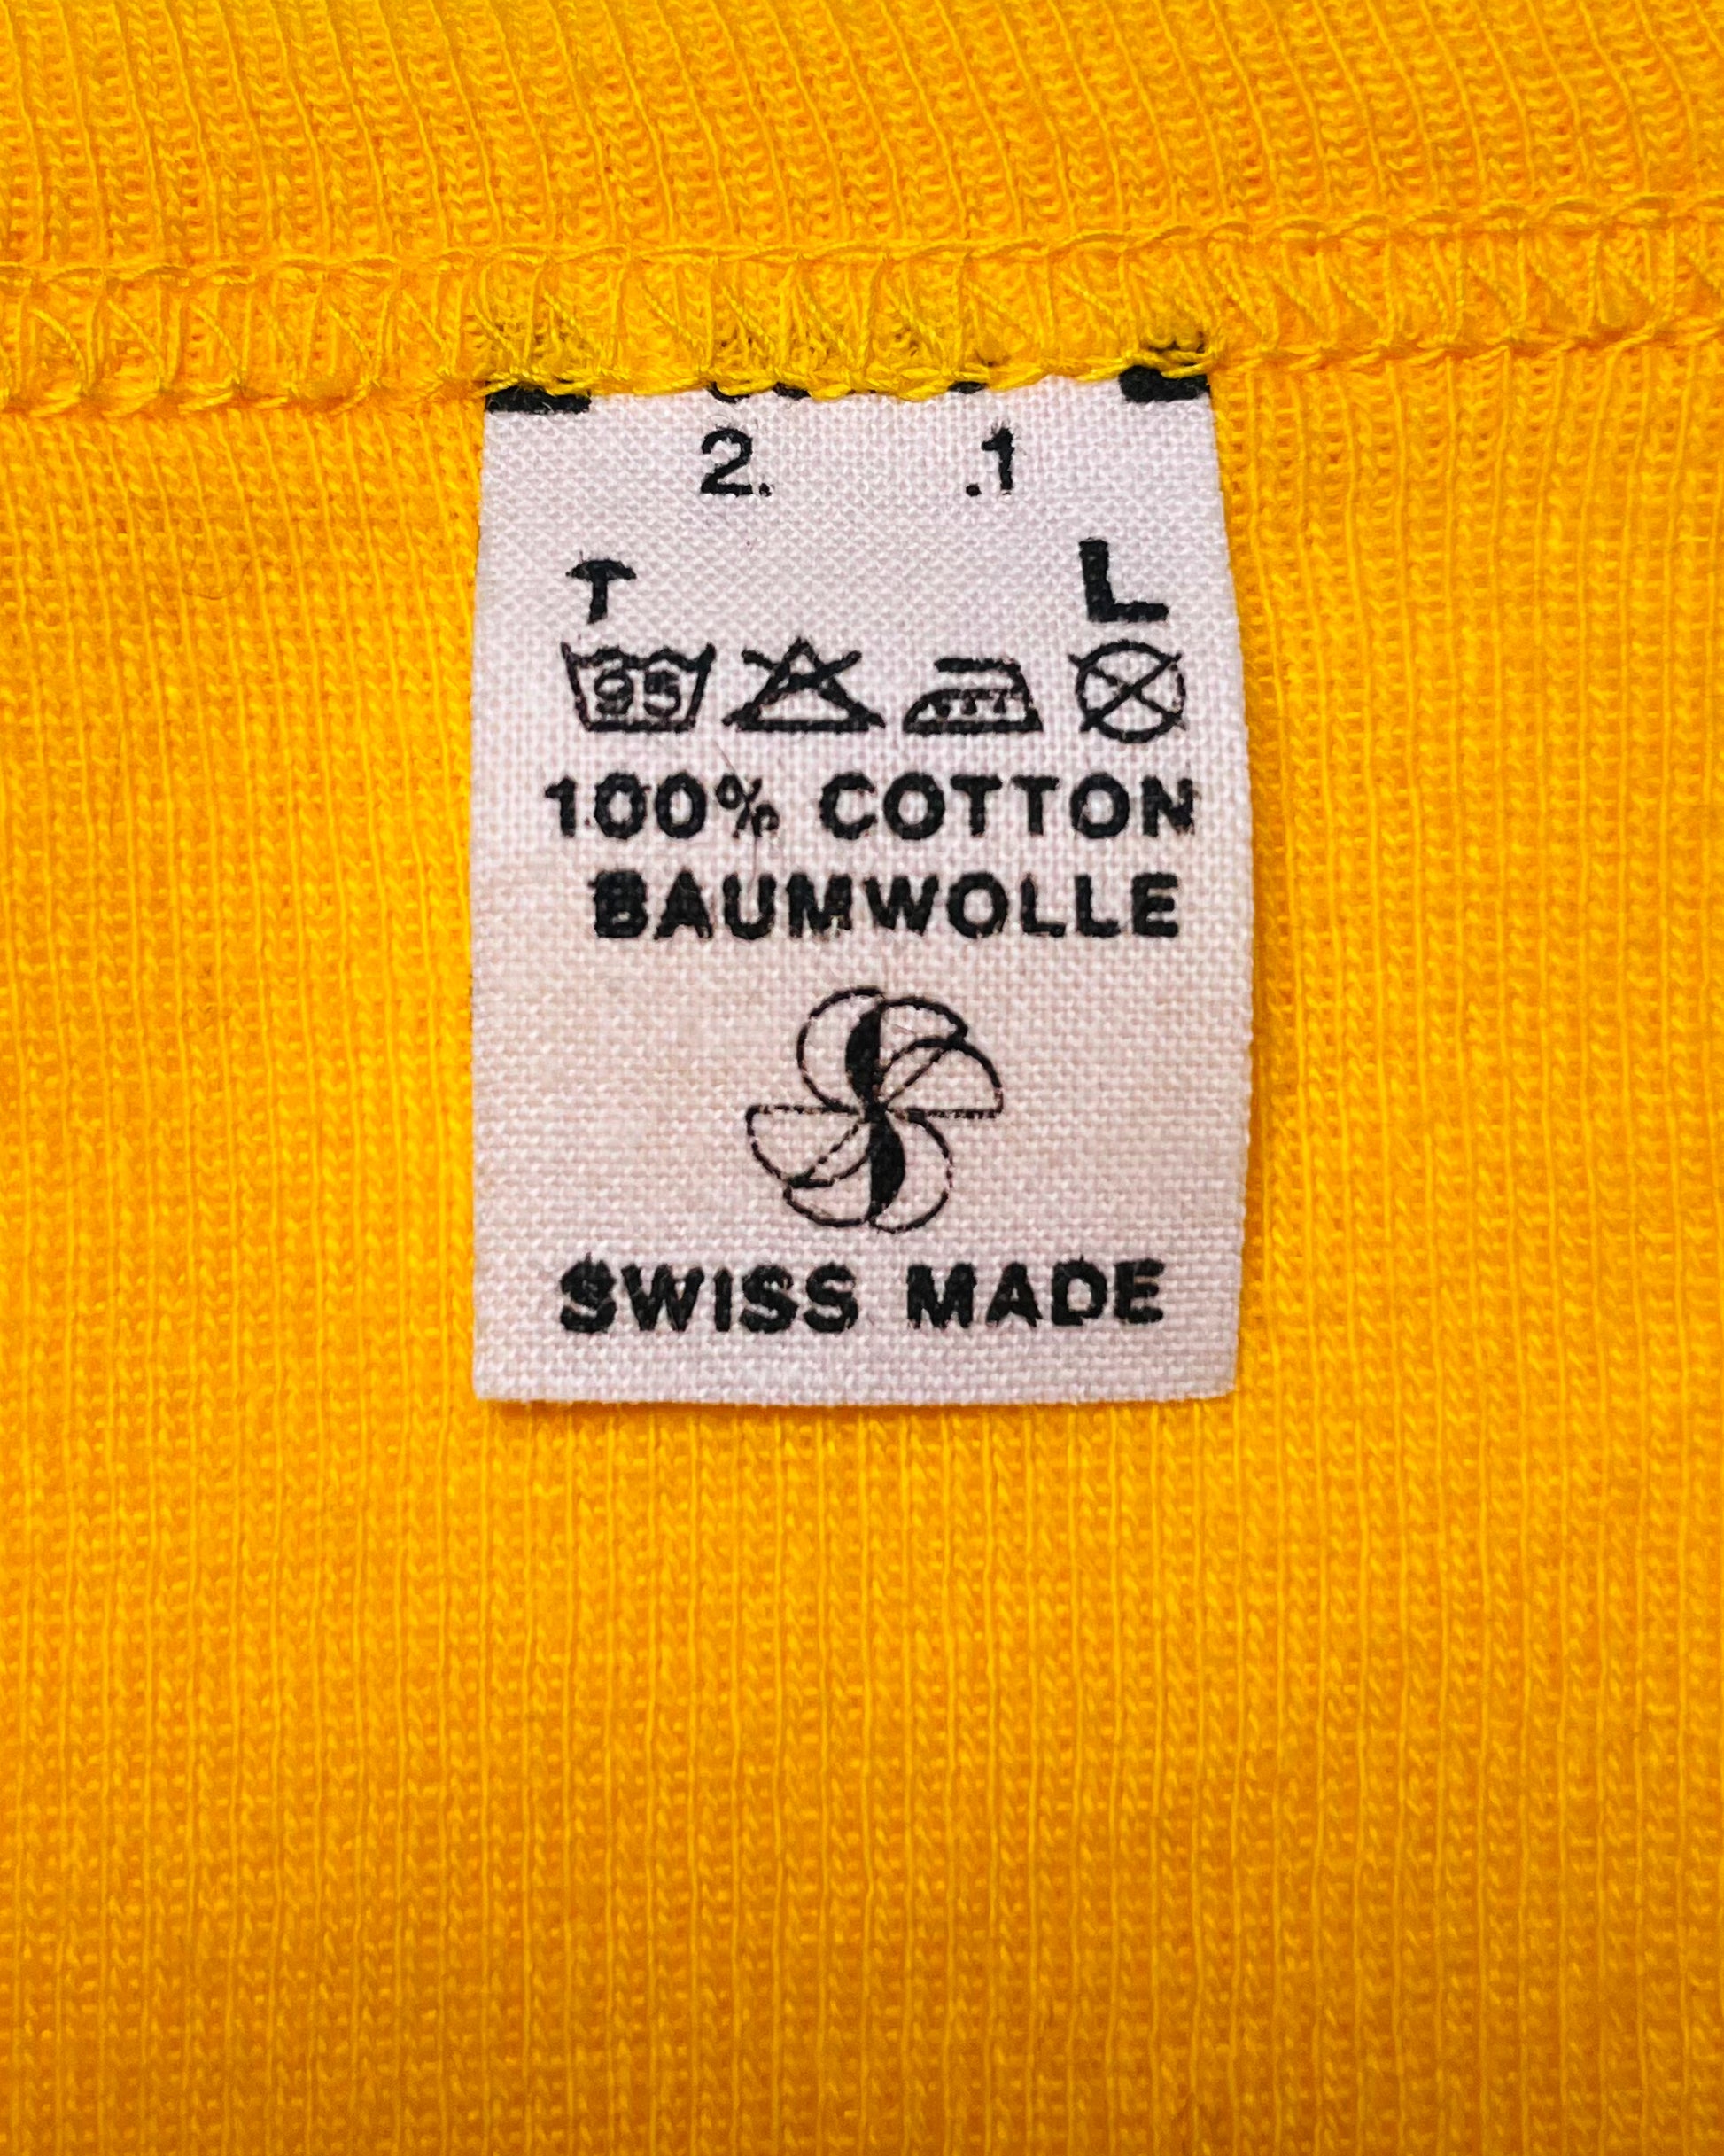 2. .1
T L
95
100% COTTON
BAUMWOLLE
SWISS MADE